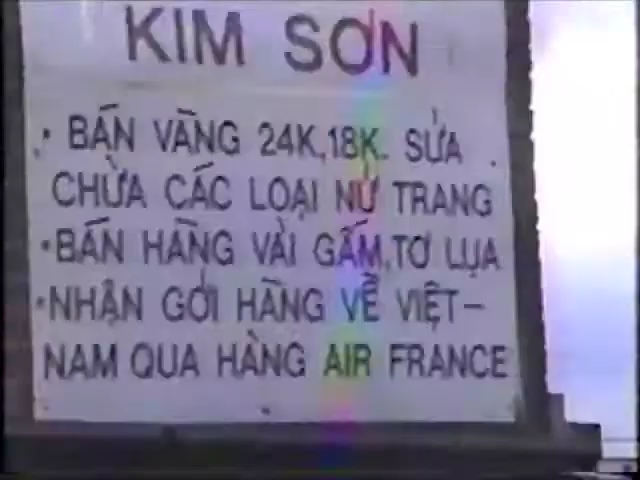 KIM SƠN
• BÁN VÀNG 24K, 18K. SỬA
CHỮA CÁC LOẠI NỮ TRANG
• BÁN HÀNG VẢI GẤM, TƠ LỤA
• NHẬN GỞI HÀNG VỀ VIỆT-
NAM QUA HÀNG AIR FRANCE